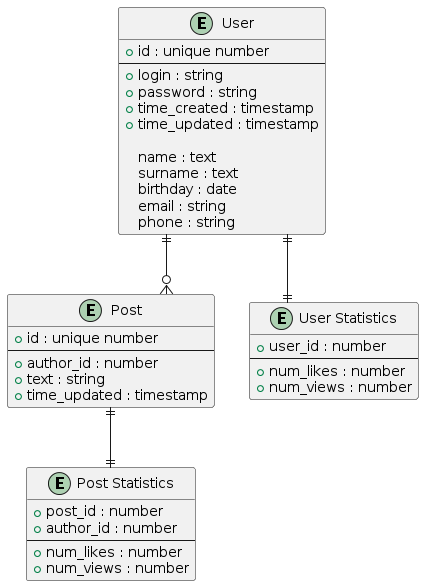 E User
id : unique number
login : string
password : string
time_created : timestamp
time_updated : timestamp
name : text
surname : text
birthday : date
email : string
phone : string
E Post
id : unique number
author_id : number
text : string
time_updated : timestamp
E User Statistics
user_id : number
num_likes : number
num_views : number
E Post Statistics
post_id : number
author_id : number
num_likes : number
num_views : number